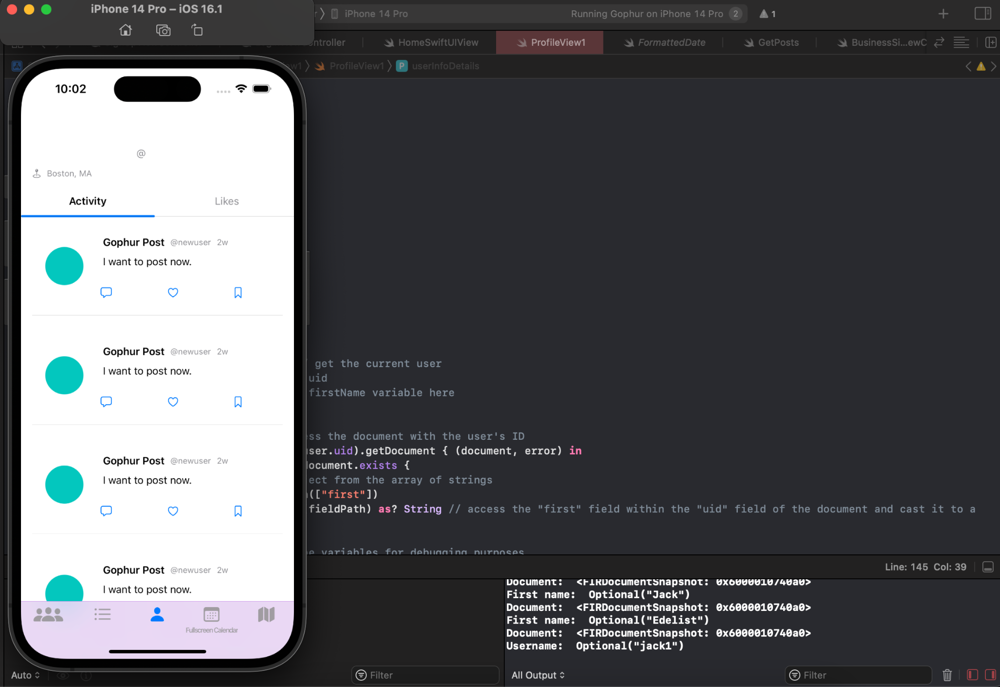 iPhone 14 Pro – iOS 16.1
iPhone 14 Pro
Running Gophur on iPhone 14 Pro 2
1
ontroller
HomeSwiftUIView
ProfileView1
FormattedDate
GetPosts
BusinessSi...ewC
ew1 〉 ProfileView1 〉 P userInfoDetails
10:02
@
Boston, MA
Activity
Likes
Gophur Post @newuser 2w
I want to post now.
Gophur Post @newuser 2w
I want to post now.
Gophur Post @newuser 2w
I want to post now.
Gophur Post @newuser 2w
I want to post now.
Fullscreen Calendar
get the current user
uid
firstName variable here
ss the document with the user's ID
ser.uid).getDocument { (document, error) in
ocument.exists {
ect from the array of strings
(["first"])
fieldPath) as? String // access the "first" field within the "uid" field of the document and cast it to a
variables for debugging purposes
Line: 145 Col: 39
Document: <FIRDocumentSnapshot: 0x6000010740a0>
First name: Optional("Jack")
Document: <FIRDocumentSnapshot: 0x6000010740a0>
First name: Optional("Edelist")
Document: <FIRDocumentSnapshot: 0x6000010740a0>
Username: Optional("jack1")
Auto
Filter
All Output
Filter